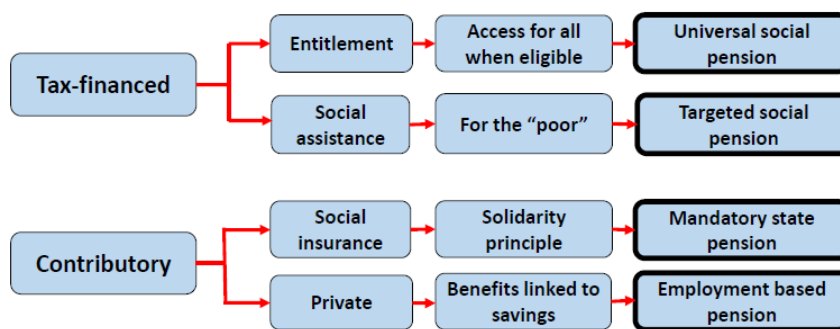 Tax-financed
Entitlement
Access for all
when eligible
Universal social
pension
Social
assistance
For the “poor”
Targeted social
pension
Contributory
Social
insurance
Solidarity
principle
Mandatory state
pension
Private
Benefits linked to
savings
Employment based
pension